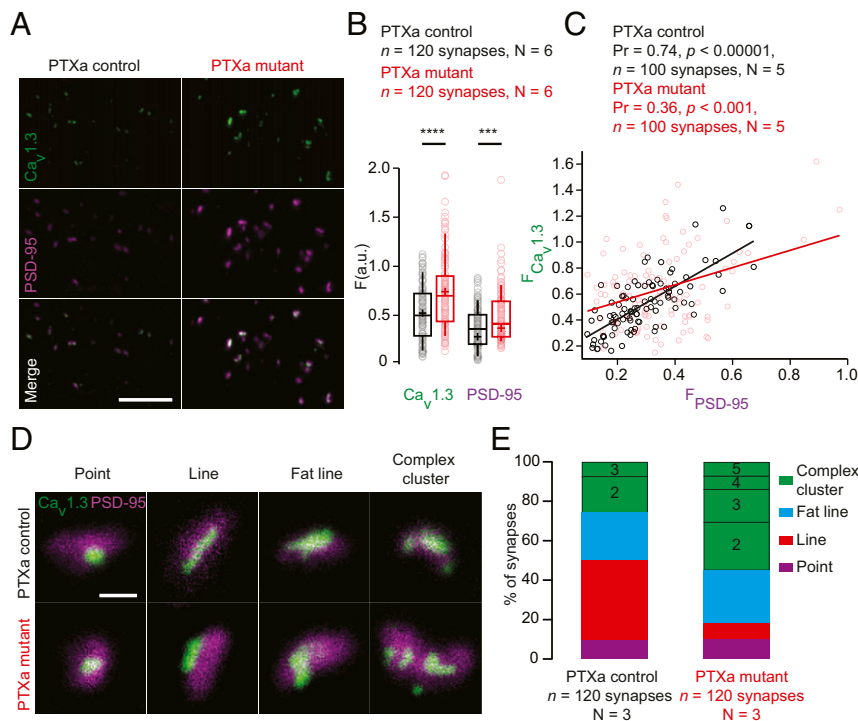 A
PTXa control
PTXa mutant
Cav1.3
PSD-95
Merge
B
PTXa control
n = 120 synapses, N = 6
PTXa mutant
n = 120 synapses, N = 6
****
***
F(a.u.)
2.0
1.5
1.0
0.5
0
Cav1.3
PSD-95
C
PTXa control
Pr = 0.74, p < 0.00001,
n = 100 synapses, N = 5
PTXa mutant
Pr = 0.36, p < 0.001,
n = 100 synapses, N = 5
FCav1.3
1.6
1.4
1.2
1.0
0.8
0.6
0.4
0.2
0.2
0.4
0.6
0.8
1.0
FPSD-95
D
Point
Line
Fat line
Complex
cluster
PTXa control
Cav1.3 PSD-95
PTXa mutant
E
% of synapses
100
80
60
40
20
0
3
2
5
4
3
2
Complex
cluster
Fat line
Line
Point
PTXa control
n = 120 synapses
N = 3
PTXa mutant
n = 120 synapses
N = 3